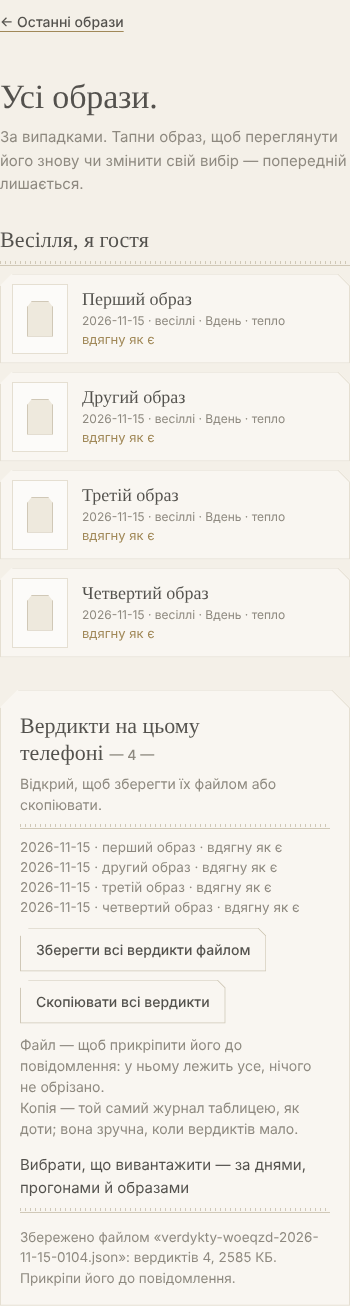 ← Останні образи
Усі образи.
За випадками. Тапни образ, щоб переглянути
його знову чи змінити свій вибір — попередній
лишається.
Весілля, я гостя
Перший образ
2026-11-15 · весіллі · Вдень · тепло
вдягну як є
Другий образ
2026-11-15 · весіллі · Вдень · тепло
вдягну як є
Третій образ
2026-11-15 · весіллі · Вдень · тепло
вдягну як є
Четвертий образ
2026-11-15 · весіллі · Вдень · тепло
вдягну як є
Вердикти на цьому
телефоні — 4 —
Відкрий, щоб зберегти їх файлом або
скопіювати.
2026-11-15 · перший образ · вдягну як є
2026-11-15 · другий образ · вдягну як є
2026-11-15 · третій образ · вдягну як є
2026-11-15 · четвертий образ · вдягну як є
Зберегти всі вердикти файлом
Скопіювати всі вердикти
Файл — щоб прикріпити його до
повідомлення: у ньому лежить усе, нічого
не обрізано.
Копія — той самий журнал таблицею, як
доти; вона зручна, коли вердиктів мало.
Вибрати, що вивантажити — за днями,
прогонами й образами
Збережено файлом «verdykty-woeqzd-2026-
11-15-0104.json»: вердиктів 4, 2585 КБ.
Прикріпи його до повідомлення.